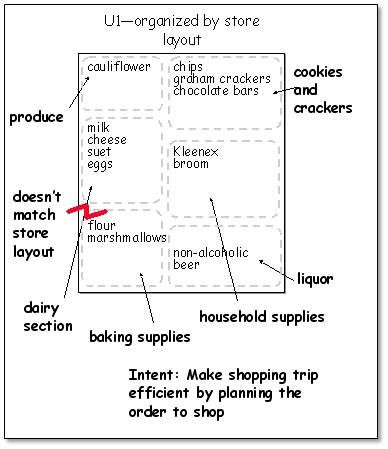 U1—organized by store
layout
cauliflower
chips
graham crackers
chocolate bars
cookies
and
crackers
produce
milk
cheese
suet
eggs
Kleenex
broom
doesn't
match
store
layout
flour
marshmallows
non-alcoholic
beer
liquor
dairy
section
household supplies
baking supplies
Intent: Make shopping trip
efficient by planning the
order to shop